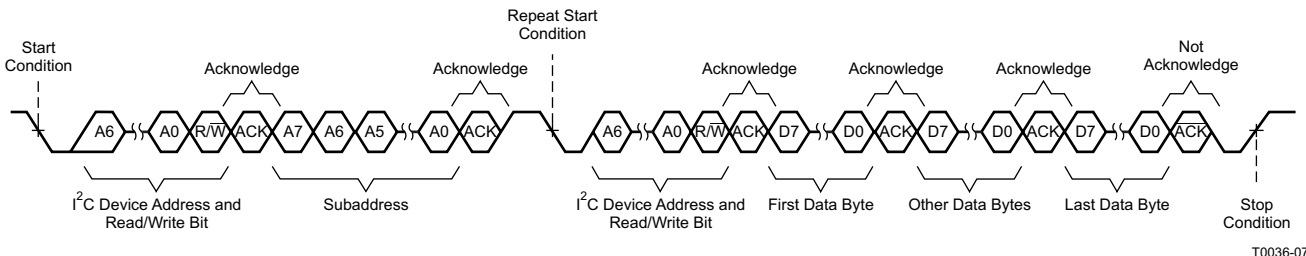 Repeat Start
Condition
Start
Condition
Not
Acknowledge
Acknowledge
Acknowledge
Acknowledge
Acknowledge
Acknowledge
A6 A0 R/W̅ ACK A7 A6 A5 A0 ACK A6 A0 R/W̅ ACK D7 D0 ACK D7 D0 ACK D7 D0 A̅C̅K̅
I²C Device Address and
Read/Write Bit
Subaddress
I²C Device Address and
Read/Write Bit
First Data Byte
Other Data Bytes
Last Data Byte
Stop
Condition
T0036-07